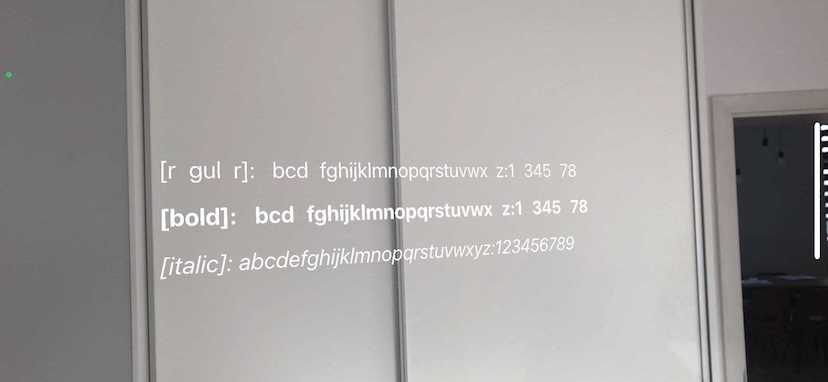 [r gul r]: bcd fghijklmnopqrstuvwx z:1 345 78
[bold]: bcd fghijklmnopqrstuvwx z:1 345 78
[italic]: abcdefghijklmnopqrstuvwxyz:123456789